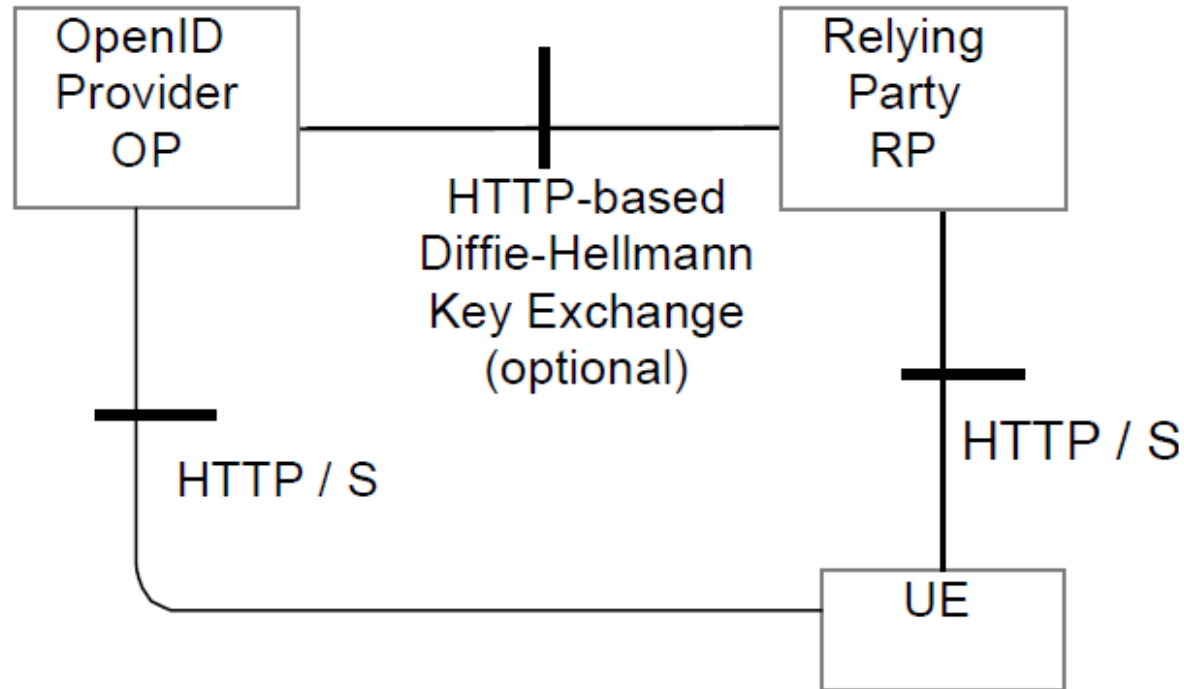 OpenID
Provider
OP
Relying
Party
RP
HTTP-based
Diffie-Hellmann
Key Exchange
(optional)
HTTP / S
HTTP / S
UE